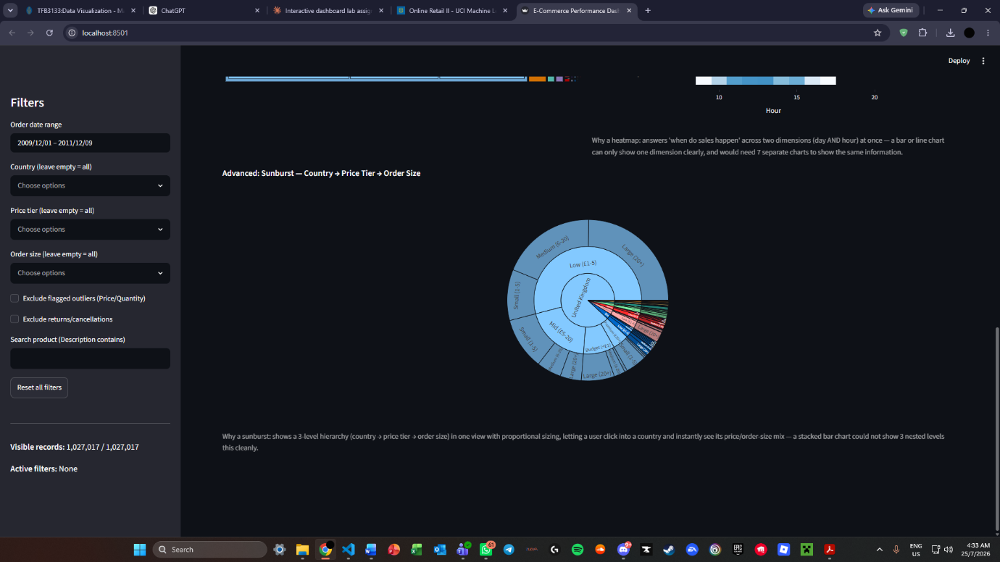 TFB3133:Data Visualization - Ma
ChatGPT
Interactive dashboard lab assig
Online Retail II - UCI Machine L
E-Commerce Performance Dash
Ask Gemini
localhost:8501
Deploy
Filters
Order date range
2009/12/01 – 2011/12/09
Country (leave empty = all)
Choose options
Price tier (leave empty = all)
Choose options
Order size (leave empty = all)
Choose options
Exclude flagged outliers (Price/Quantity)
Exclude returns/cancellations
Search product (Description contains)
Reset all filters
Visible records: 1,027,017 / 1,027,017
Active filters: None
10
15
20
Hour
Why a heatmap: answers 'when do sales happen' across two dimensions (day AND hour) at once — a bar or line chart
can only show one dimension clearly, and would need 7 separate charts to show the same information.
Advanced: Sunburst — Country → Price Tier → Order Size
Medium (6-20)
Large (20+)
Low (£1-5)
Small (1-5)
United Kingdom
Mid (£5-20)
Small (1-5)
Medium (6-20)
Large (20+)
Budget (<£1)
Large (20+)
Small (1-5)
Large (20+)
Why a sunburst: shows a 3-level hierarchy (country → price tier → order size) in one view with proportional sizing, letting a user click into a country and instantly see its price/order-size mix — a stacked bar chart could not show 3 nested levels
this cleanly.
Search
61
9+
ENG
US
4:33 AM
25/7/2026